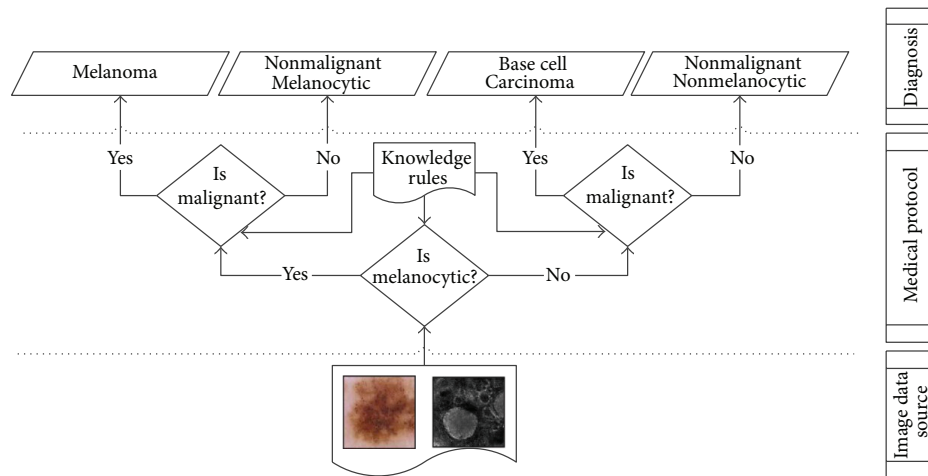 Melanoma
Nonmalignant
Melanocytic
Base cell
Carcinoma
Nonmalignant
Nonmelanocytic
Diagnosis
Yes
No
Yes
No
Is
malignant?
Knowledge
rules
Is
malignant?
Medical protocol
Yes
Is
melanocytic?
No
Image data
source